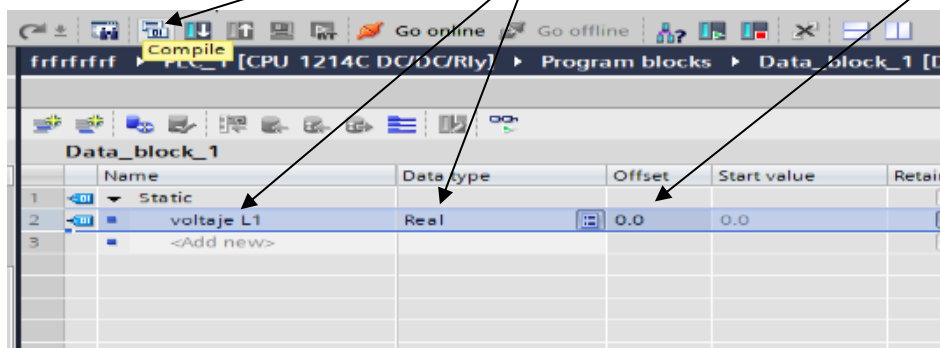 Go online Go offline
Compile
frfrfrfrf [CPU 1214C DC/DC/Rly] Program blocks Data_block_1 [D
Data_block_1
Name Data type Offset Start value Retain
1 Static
2 voltaje L1 Real 0.0 0.0
3 <Add new>